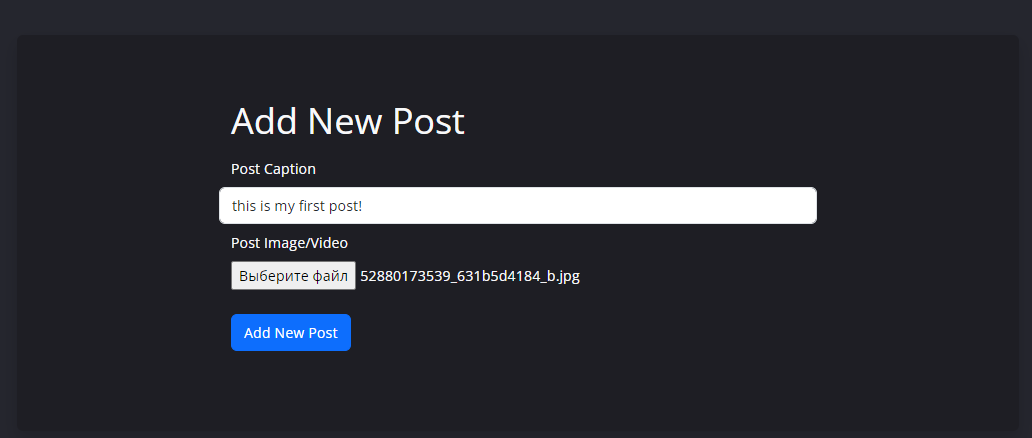 Add New Post
Post Caption
this is my first post!
Post Image/Video
Выберите файл 52880173539_631b5d4184_b.jpg
Add New Post